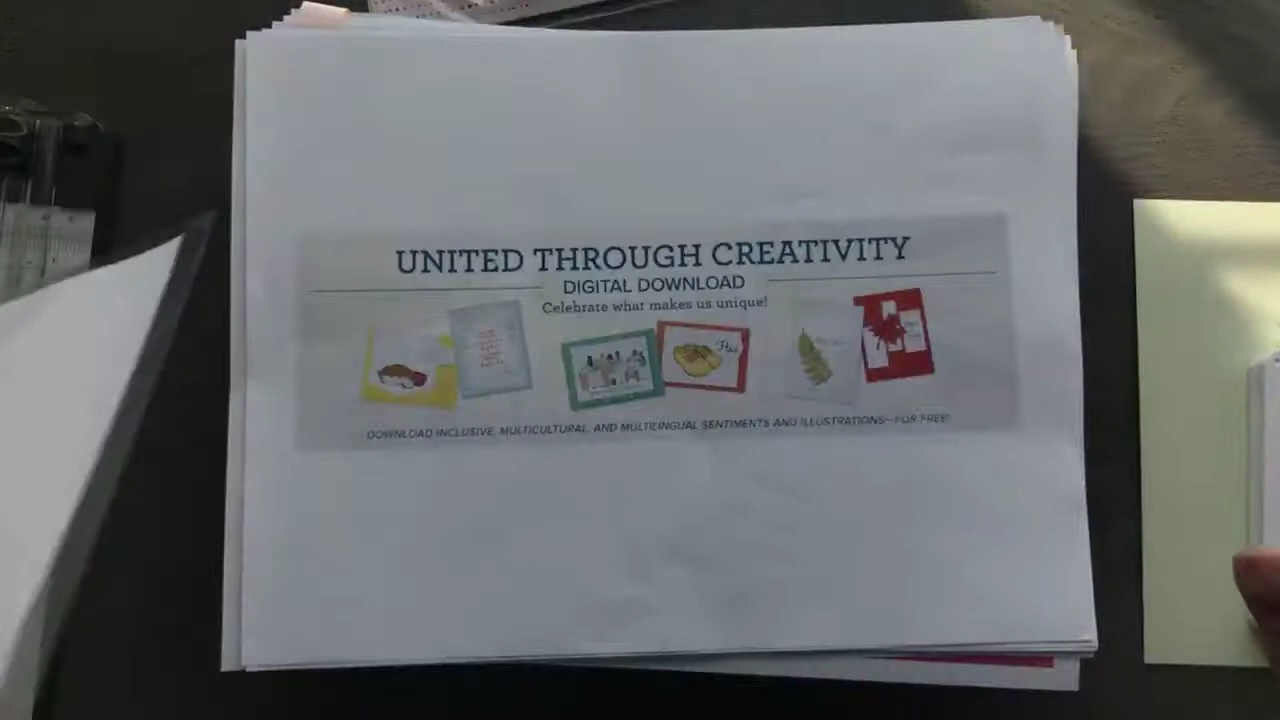 UNITED THROUGH CREATIVITY
DIGITAL DOWNLOAD
Celebrate what makes us unique!
DOWNLOAD INCLUSIVE, MULTICULTURAL, AND MULTILINGUAL SENTIMENTS AND ILLUSTRATIONS—FOR FREE!